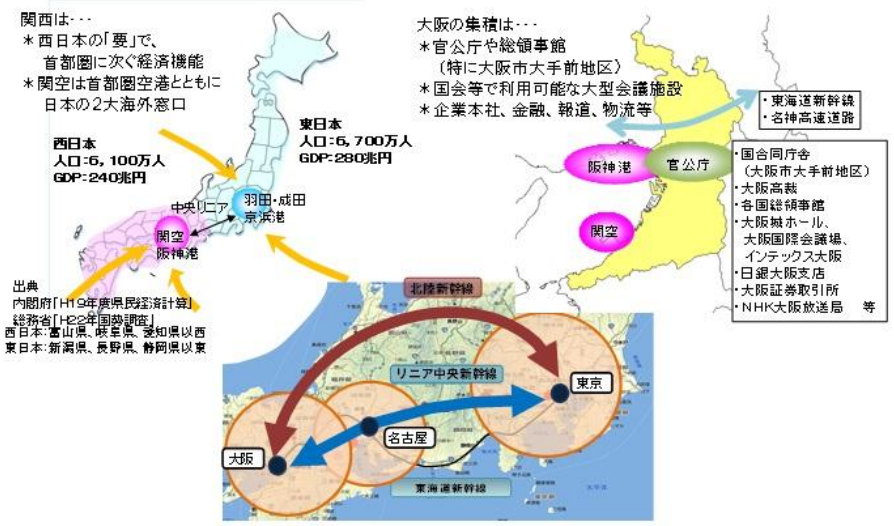 関西は・・・
＊西日本の「要」で、
首都圏に次ぐ経済機能
＊関空は首都圏空港とともに
日本の２大海外窓口
西日本
人口：６，１００万人
GDP：２４０兆円
東日本
人口：６，７００万人
GDP：２８０兆円
中央リニア
羽田・成田
京浜港
関空
阪神港
出典
内閣府「H19年度県民経済計算」
総務省「H22年国勢調査」
西日本：富山県、岐阜県、愛知県以西
東日本：新潟県、長野県、静岡県以東
大阪の集積は・・・
＊官公庁や総領事館
（特に大阪市大手前地区）
＊国会等で利用可能な大型会議施設
＊企業本社、金融、報道、物流等
・東海道新幹線
・名神高速道路
阪神港
官公庁
関空
・国合同庁舎
（大阪市大手前地区）
・大阪高裁
・各国総領事館
・大阪城ホール、
大阪国際会議場、
インテックス大阪
・日銀大阪支店
・大阪証券取引所
・NHK大阪放送局　等
北陸新幹線
リニア中央新幹線
東京
名古屋
大阪
東海道新幹線